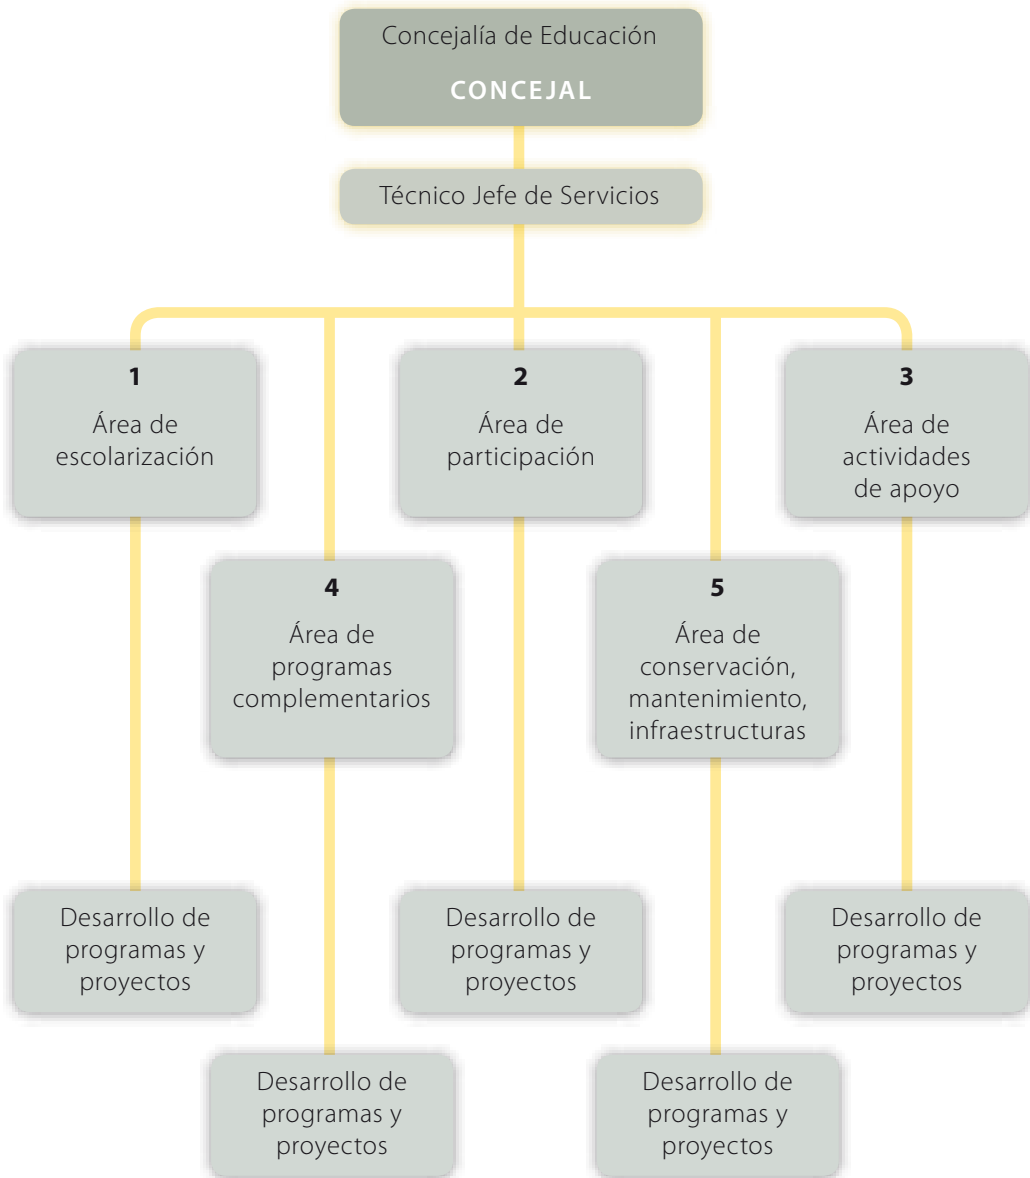 Concejalía de Educación
CONCEJAL
Técnico Jefe de Servicios
1
Área de
escolarización
2
Área de
participación
3
Área de
actividades
de apoyo
4
Área de
programas
complementarios
5
Área de
conservación,
mantenimiento,
infraestructuras
Desarrollo de
programas y
proyectos
Desarrollo de
programas y
proyectos
Desarrollo de
programas y
proyectos
Desarrollo de
programas y
proyectos
Desarrollo de
programas y
proyectos